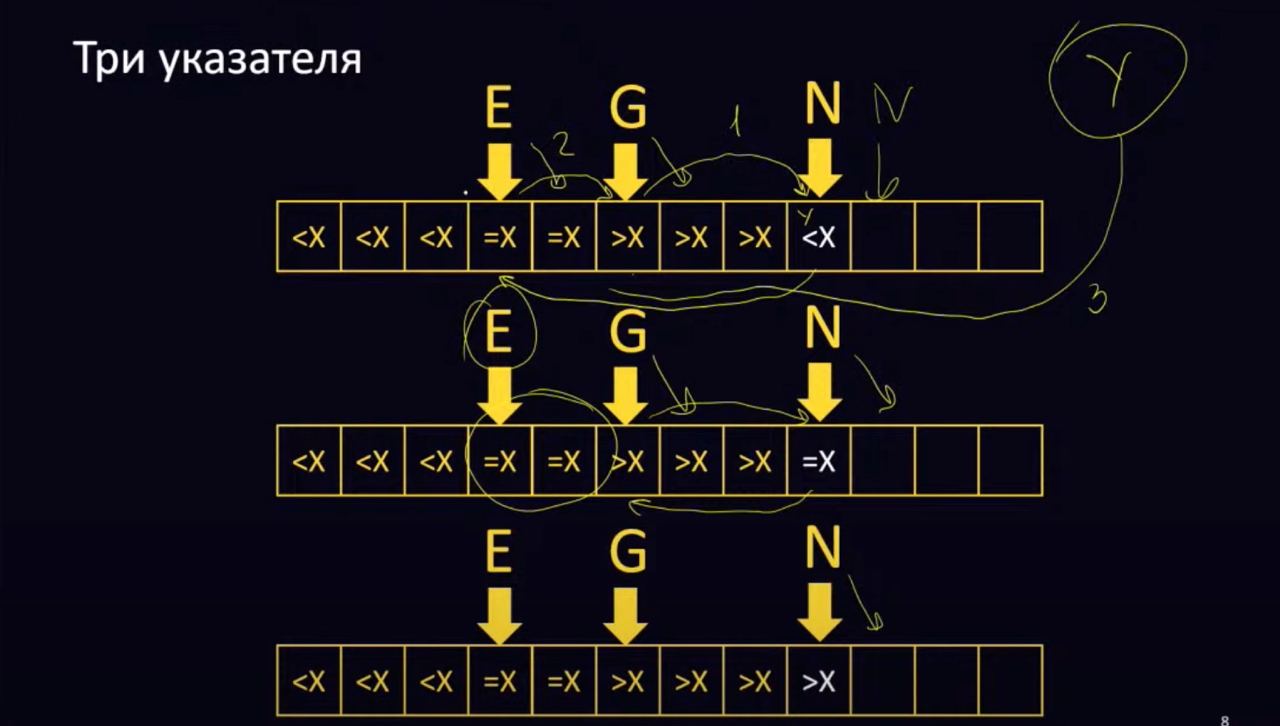 Три указателя
Y
E G N N
2 1
<X <X <X =X =X >X >X >X <X
Y
3
E G N
<X <X <X =X =X >X >X >X =X
E G N
<X <X <X =X =X >X >X >X >X
8